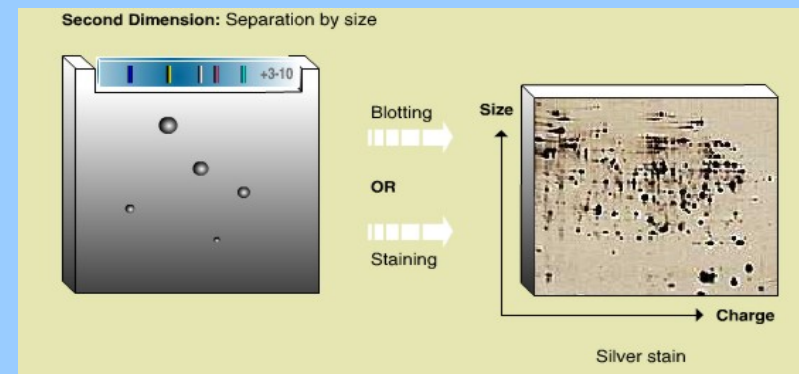 Second Dimension: Separation by size
+3-10
Blotting
OR
Staining
Size
Charge
Silver stain